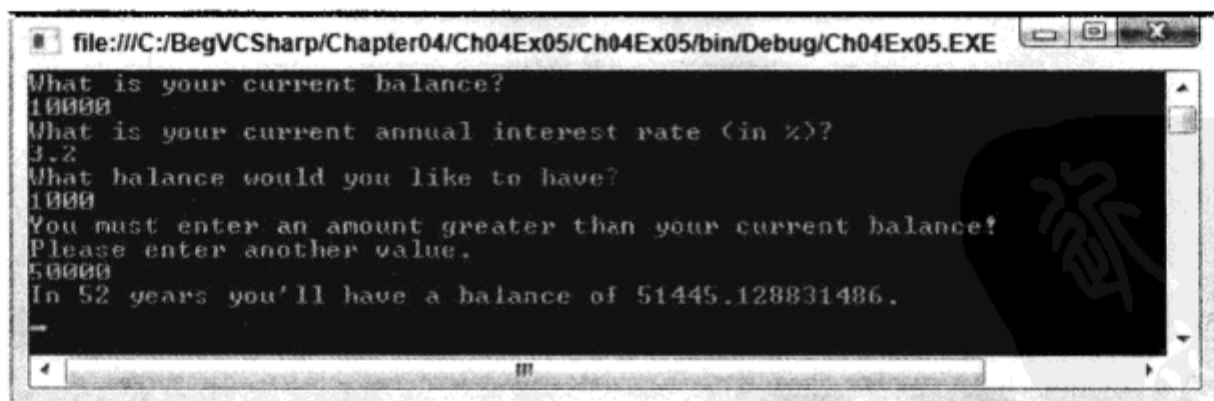 file:///C:/BegVCSharp/Chapter04/Ch04Ex05/Ch04Ex05/bin/Debug/Ch04Ex05.EXE
What is your current balance?
10000
What is your current annual interest rate (in %)?
3.2
What balance would you like to have?
1000
You must enter an amount greater than your current balance!
Please enter another value.
50000
In 52 years you'll have a balance of 51445.128831486.